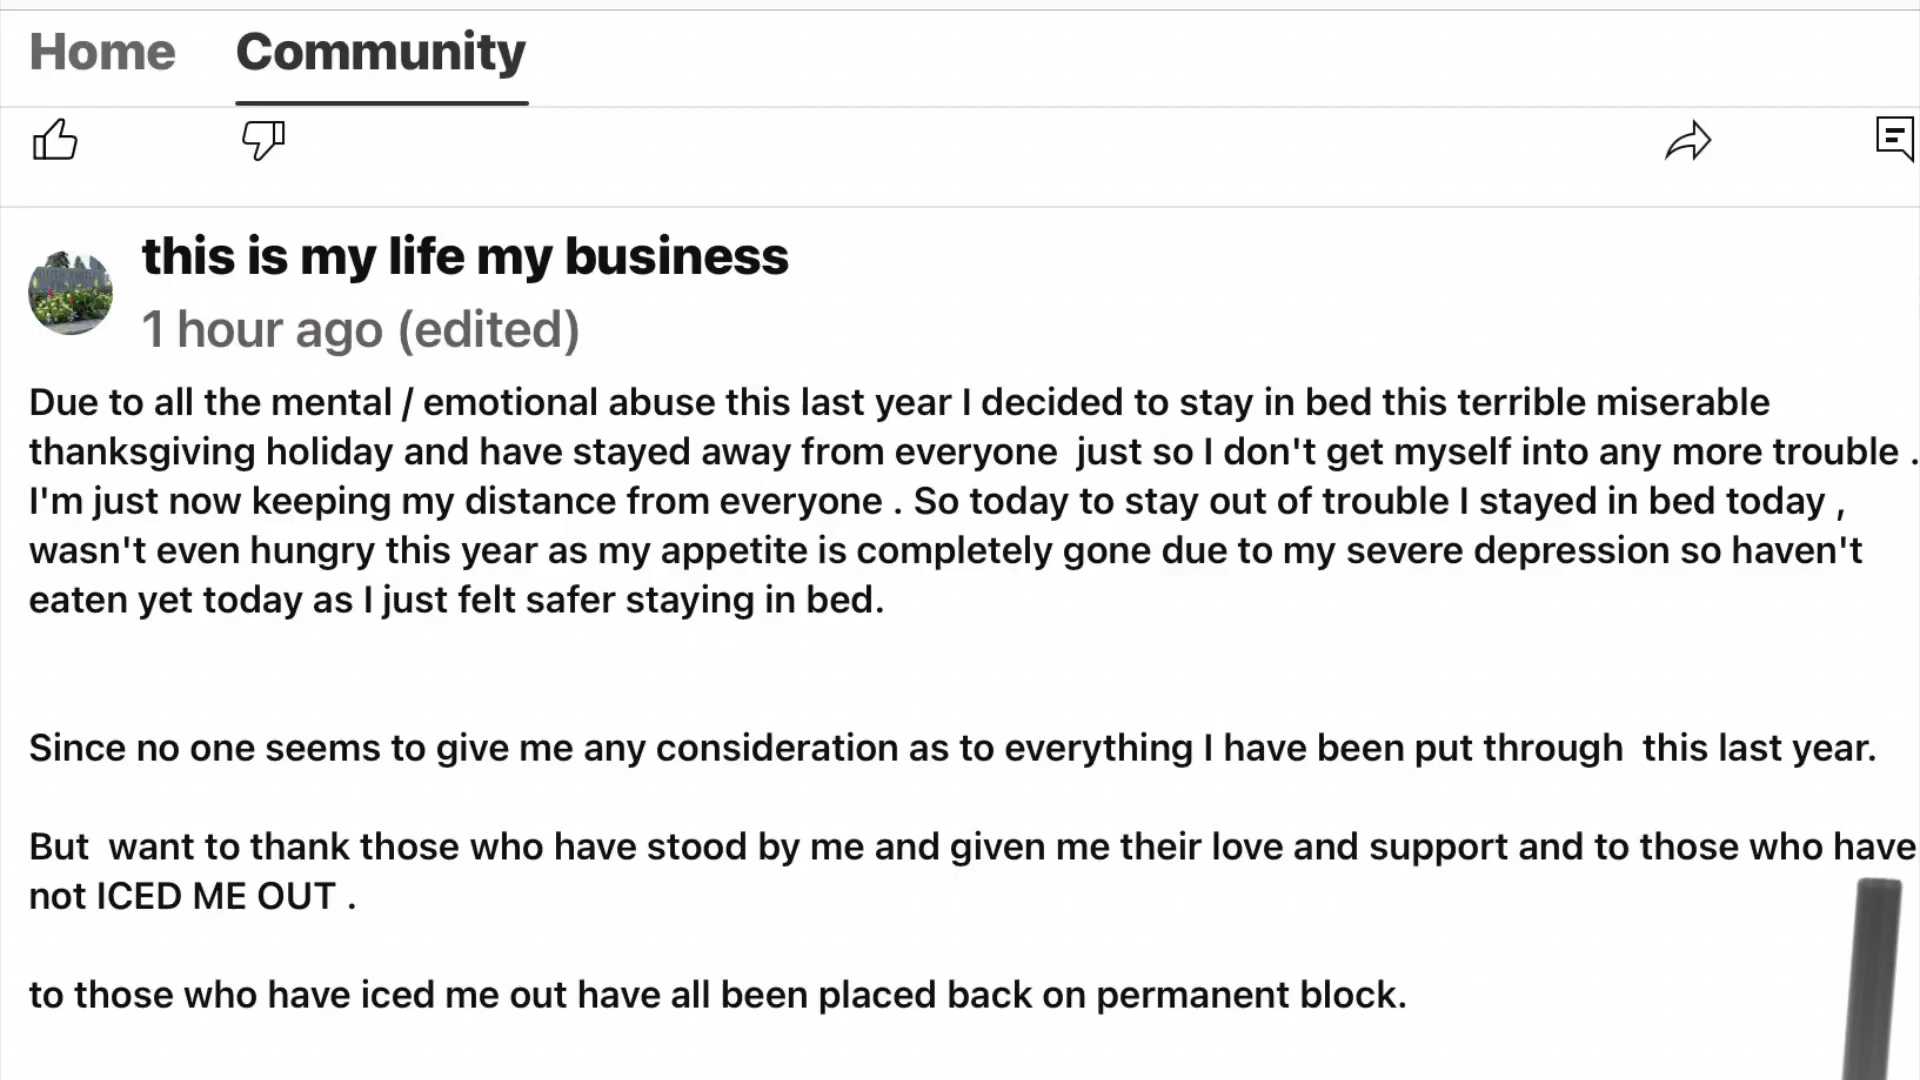 Home Community
this is my life my business
1 hour ago (edited)
Due to all the mental / emotional abuse this last year I decided to stay in bed this terrible miserable
thanksgiving holiday and have stayed away from everyone  just so I don't get myself into any more trouble .
I'm just now keeping my distance from everyone . So today to stay out of trouble I stayed in bed today ,
wasn't even hungry this year as my appetite is completely gone due to my severe depression so haven't
eaten yet today as I just felt safer staying in bed.
Since no one seems to give me any consideration as to everything I have been put through  this last year.
But  want to thank those who have stood by me and given me their love and support and to those who have
not ICED ME OUT .
to those who have iced me out have all been placed back on permanent block.